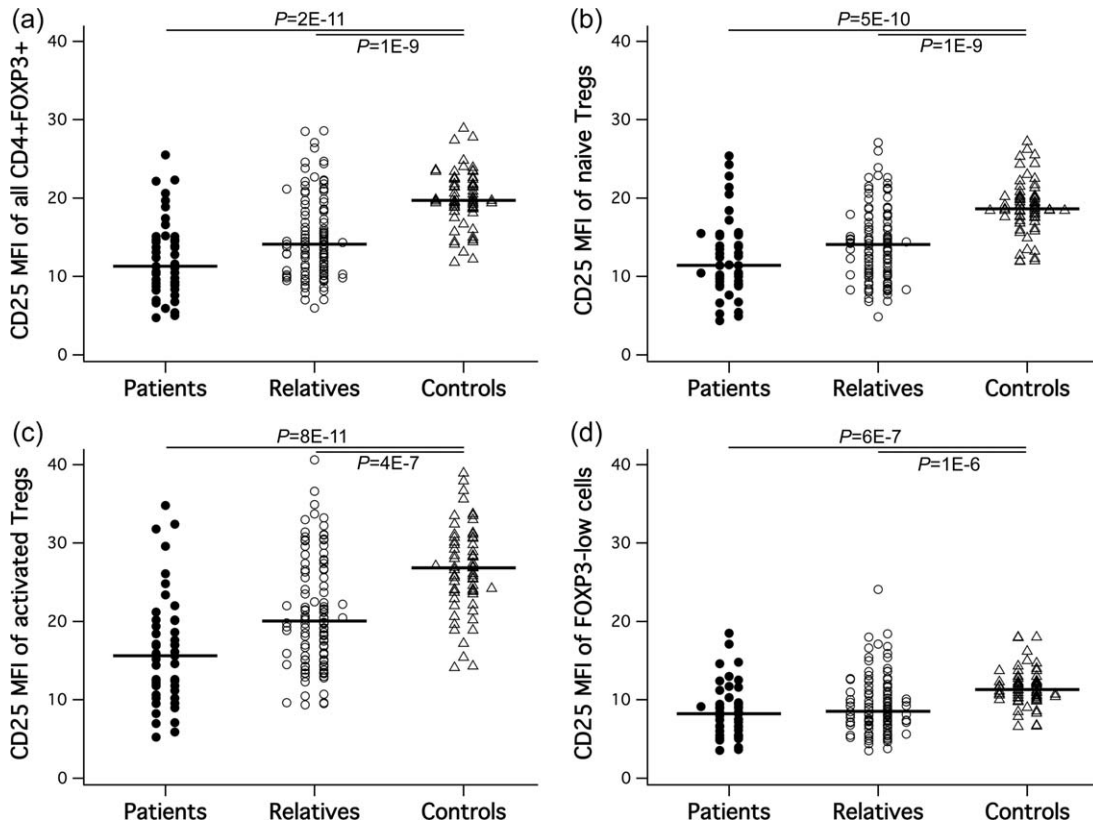 (a)
P=2E-11
P=1E-9
CD25 MFI of all CD4+FOXP3+
40
30
20
10
0
Patients Relatives Controls
(b)
P=5E-10
P=1E-9
CD25 MFI of naive Tregs
40
30
20
10
0
Patients Relatives Controls
(c)
P=8E-11
P=4E-7
CD25 MFI of activated Tregs
40
30
20
10
0
Patients Relatives Controls
(d)
P=6E-7
P=1E-6
CD25 MFI of FOXP3-low cells
40
30
20
10
0
Patients Relatives Controls